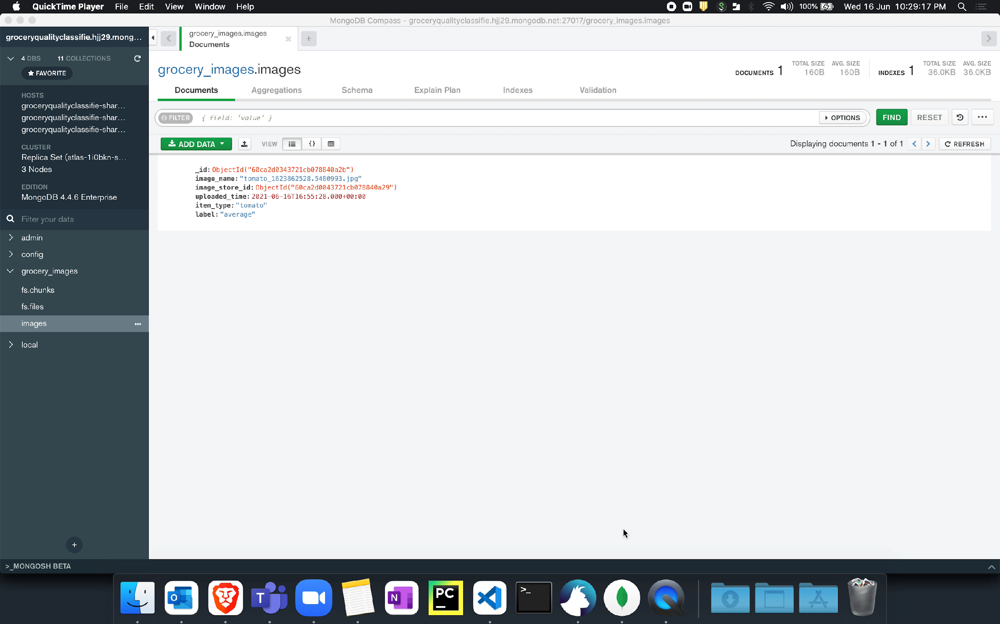 QuickTime Player File Edit View Window Help 100% Wed 16 Jun 10:29:17 PM
MongoDB Compass - groceryqualityclassifie.hjj29.mongodb.net:27017/grocery_images.images
groceryqualityclassifie.hjj29.mong...
4 DBS 11 COLLECTIONS
★ FAVORITE
HOSTS
groceryqualityclassifie-shar...
groceryqualityclassifie-shar...
groceryqualityclassifie-shar...
CLUSTER
Replica Set (atlas-1i0bkn-s...
3 Nodes
EDITION
MongoDB 4.4.6 Enterprise
Filter your data
admin
config
grocery_images
fs.chunks
fs.files
images
local
+
grocery_images.images
Documents
+
grocery_images.images
DOCUMENTS 1 TOTAL SIZE 160B AVG. SIZE 160B INDEXES 1 TOTAL SIZE 36.0KB AVG. SIZE 36.0KB
Documents Aggregations Schema Explain Plan Indexes Validation
FILTER { field: 'value' } OPTIONS FIND RESET ...
ADD DATA VIEW {} Displaying documents 1 - 1 of 1 REFRESH
_id: ObjectId("60ca2d0343721cb078840a2b")
image_name: "tomato_1623862528.5480993.jpg"
image_store_id: ObjectId("60ca2d0043721cb078840a29")
uploaded_time: 2021-06-16T16:55:28.000+00:00
item_type: "tomato"
label: "average"
>_MONGOSH BETA
O T N PC >_